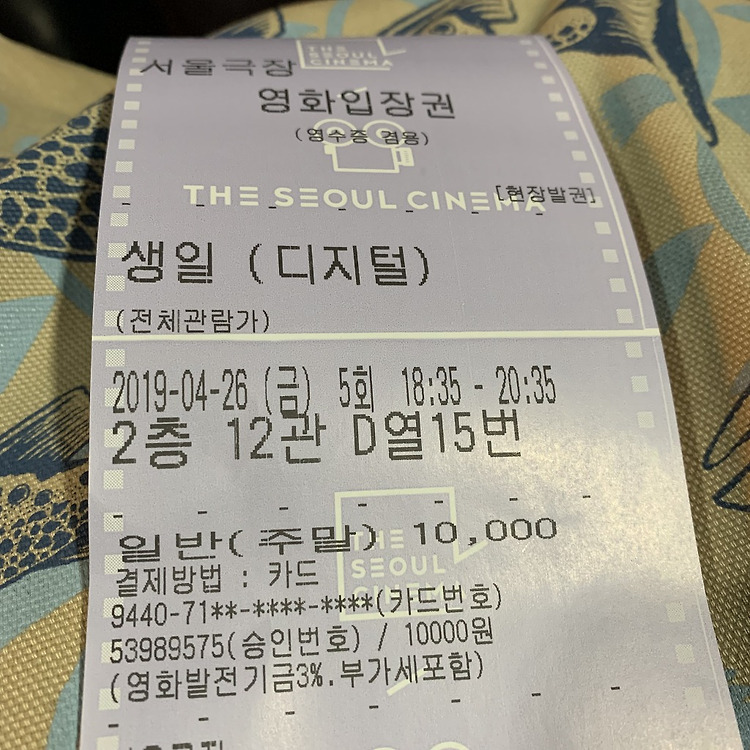 THE
SEOUL
CINEMA
서울극장
영화입장권
(영수증 겸용)
[현장발권]
THE SEOUL CINEMA
생일 (디지털)
(전체관람가)
2019-04-26 (금) 5회 18:35 - 20:35
2층 12관 D열15번
일반(주말) 10,000
THE
SEOUL
CINEMA
결제방법 : 카드
9440-71**-****-****(카드번호)
53989575(승인번호) / 10000원
(영화발전기금3%.부가세포함)